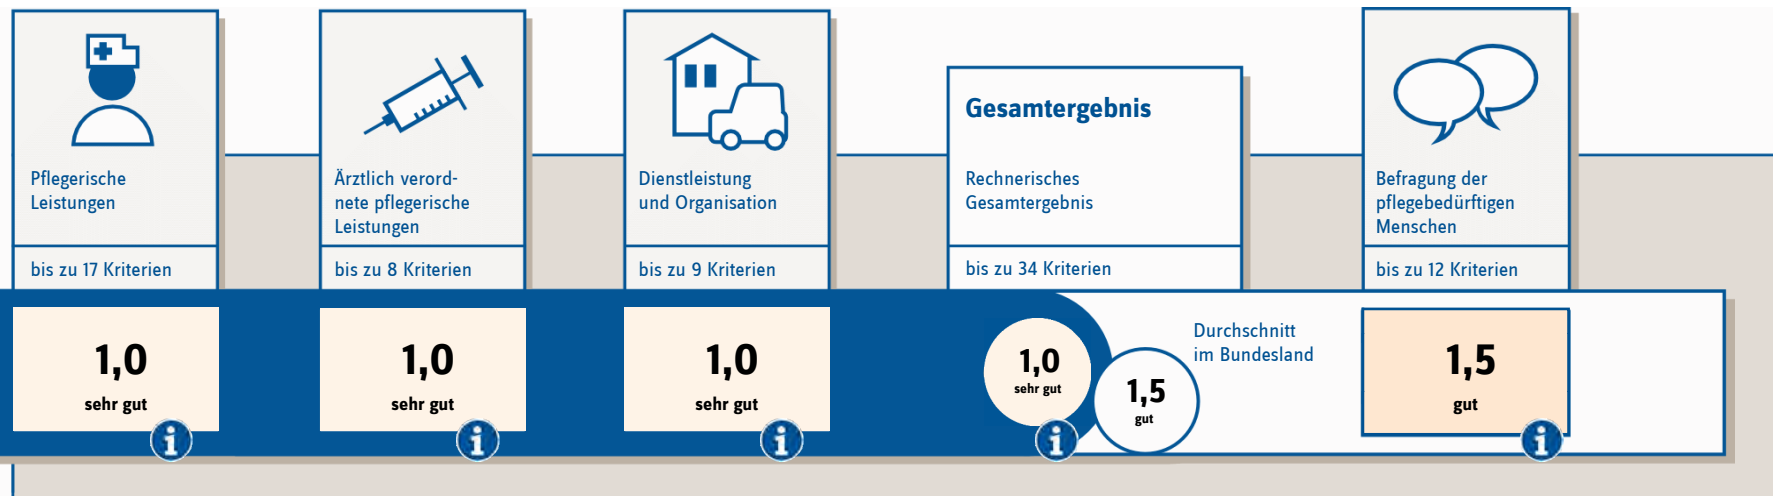 Pflegerische
Leistungen
bis zu 17 Kriterien
1,0
sehr gut
Ärztlich verord-
nete pflegerische
Leistungen
bis zu 8 Kriterien
1,0
sehr gut
Dienstleistung
und Organisation
bis zu 9 Kriterien
1,0
sehr gut
Gesamtergebnis
Rechnerisches
Gesamtergebnis
bis zu 34 Kriterien
1,0
sehr gut
1,5
gut
Durchschnitt
im Bundesland
Befragung der
pflegebedürftigen
Menschen
bis zu 12 Kriterien
1,5
gut